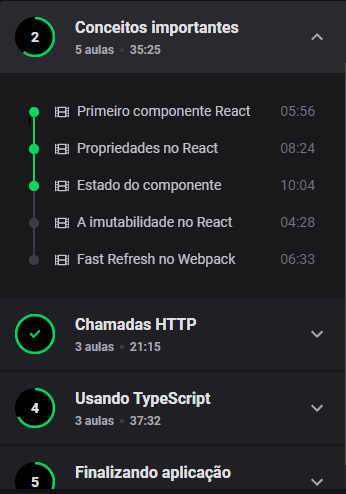 2
Conceitos importantes
5 aulas • 35:25
Primeiro componente React 05:56
Propriedades no React 08:24
Estado do componente 10:04
A imutabilidade no React 04:28
Fast Refresh no Webpack 06:33
Chamadas HTTP
3 aulas • 21:15
4
Usando TypeScript
3 aulas • 37:32
5
Finalizando aplicação